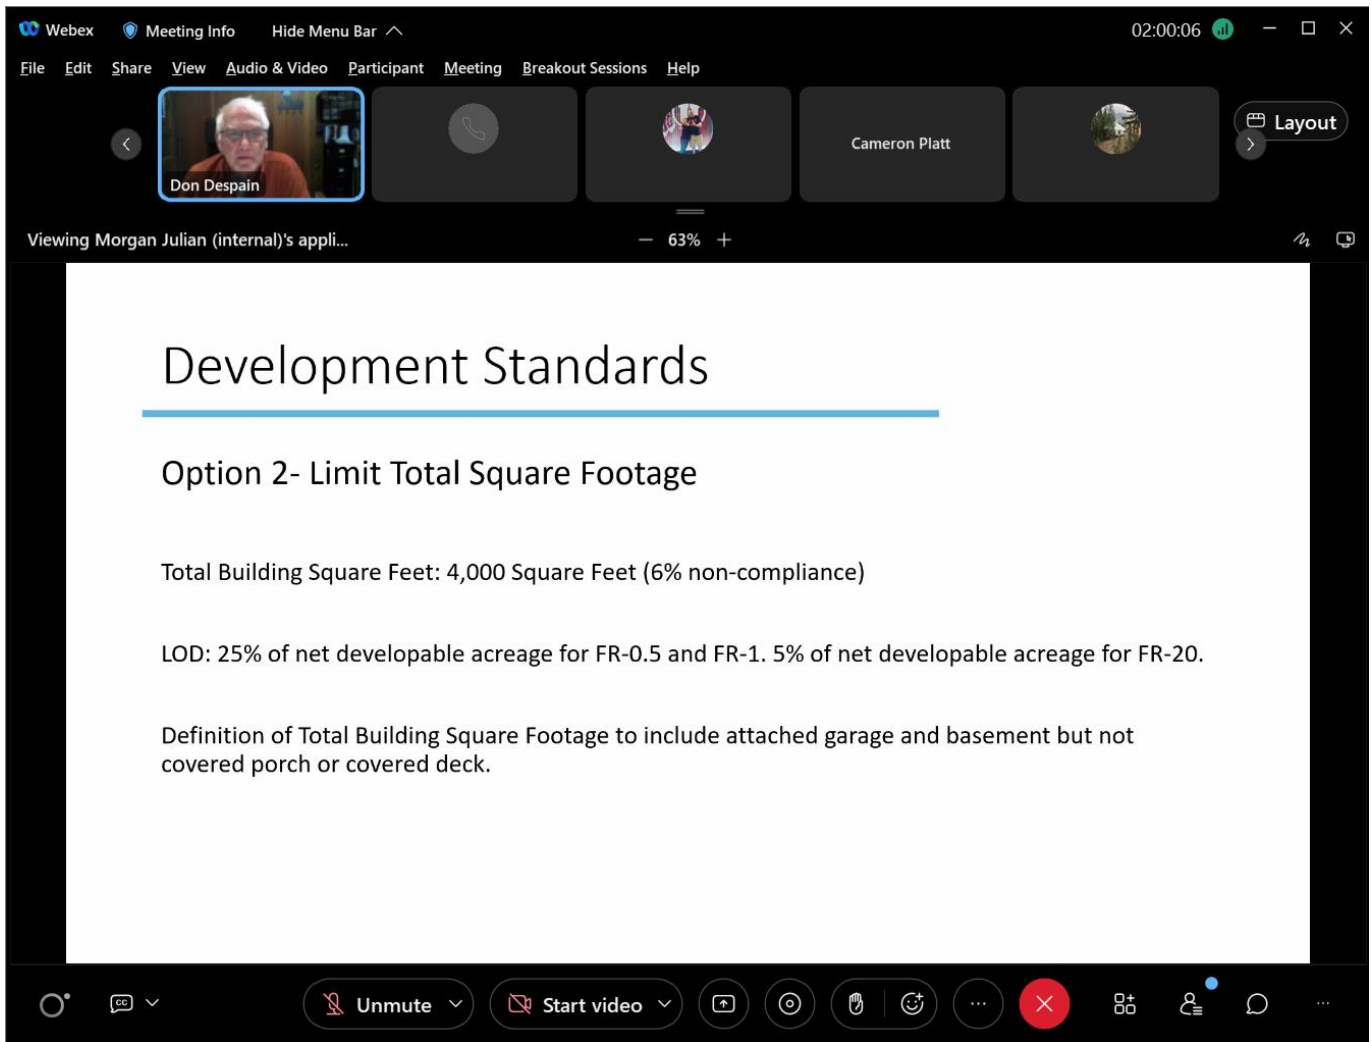 Webex
Meeting Info
Hide Menu Bar
02:00:06
File Edit Share View Audio & Video Participant Meeting Breakout Sessions Help
Don Despain
Cameron Platt
Layout
Viewing Morgan Julian (internal)'s appli...
63%
Development Standards
Option 2- Limit Total Square Footage
Total Building Square Feet: 4,000 Square Feet (6% non-compliance)
LOD: 25% of net developable acreage for FR-0.5 and FR-1. 5% of net developable acreage for FR-20.
Definition of Total Building Square Footage to include attached garage and basement but not
covered porch or covered deck.
CC
Unmute
Start video